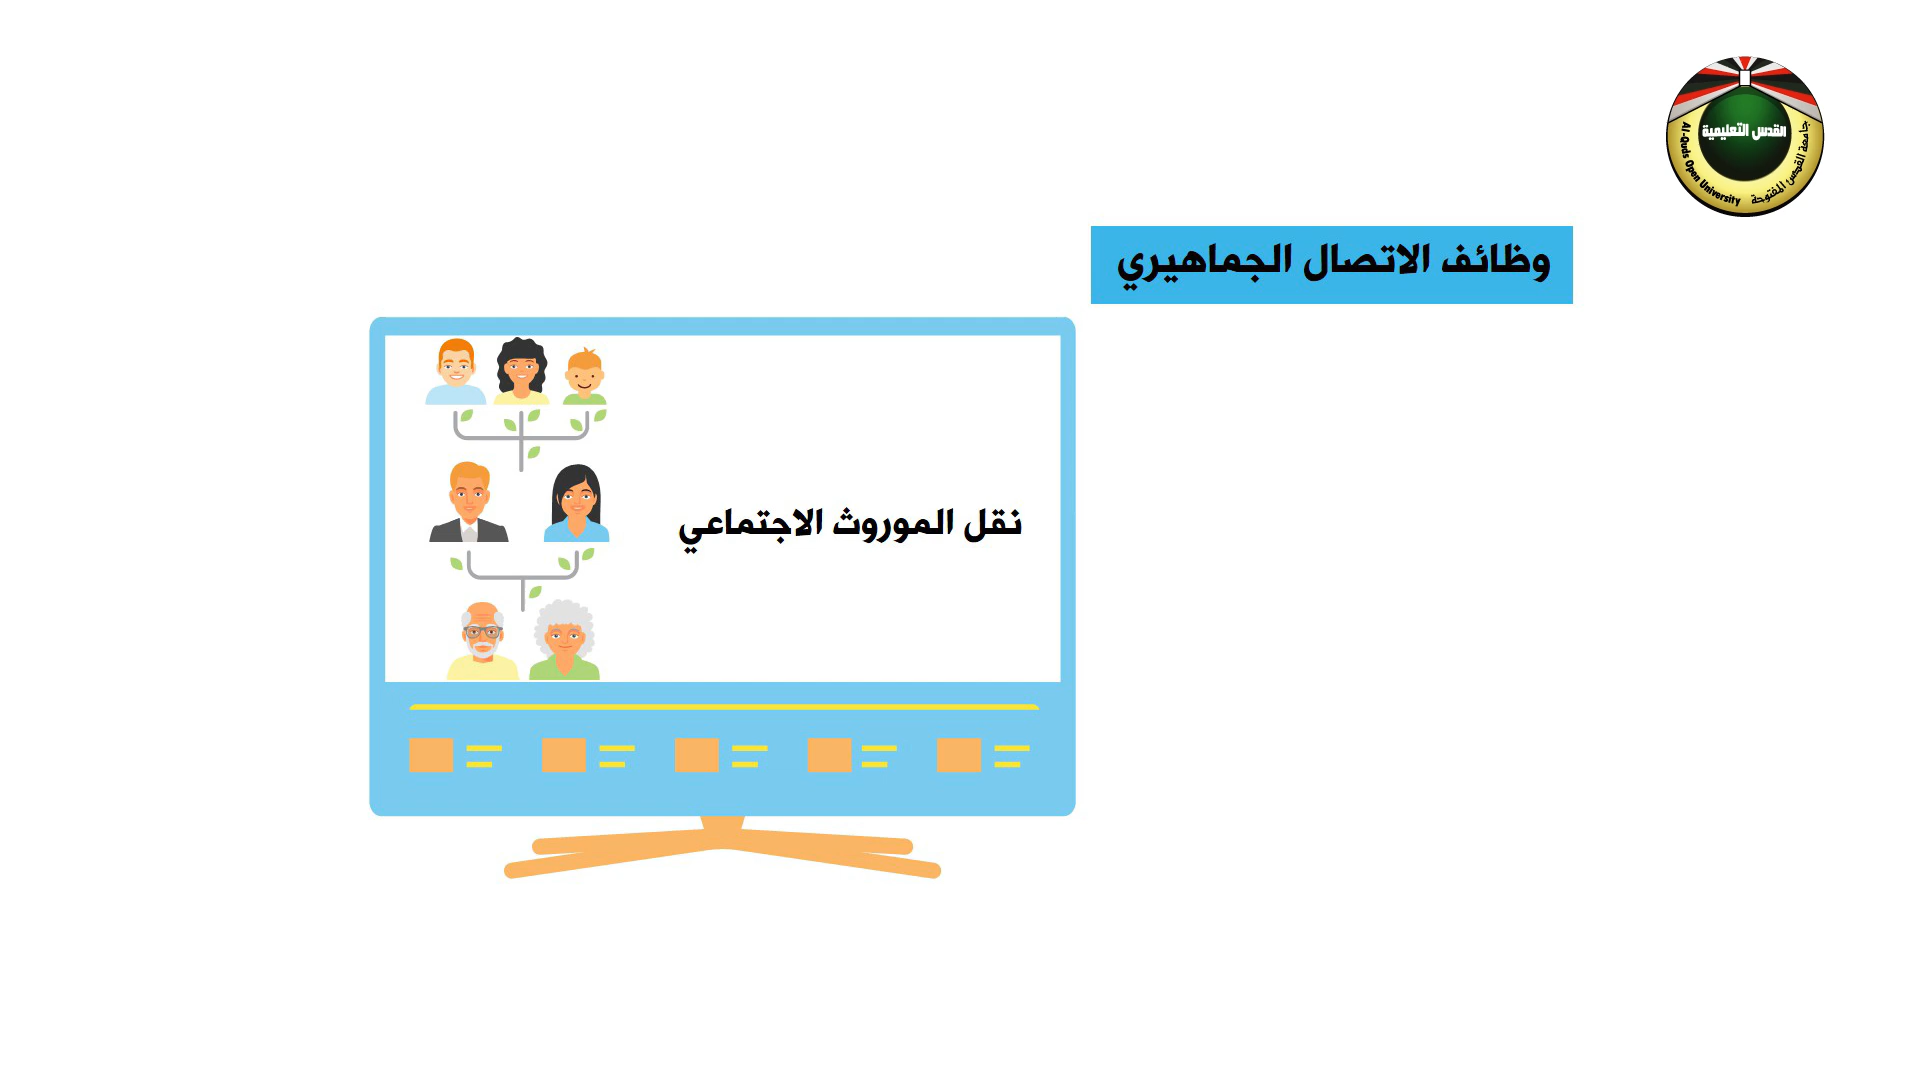 القدس التعليمية
جامعة القدس المفتوحة
Al-Quds Open University
وظائف الاتصال الجماهيري
نقل الموروث الاجتماعي